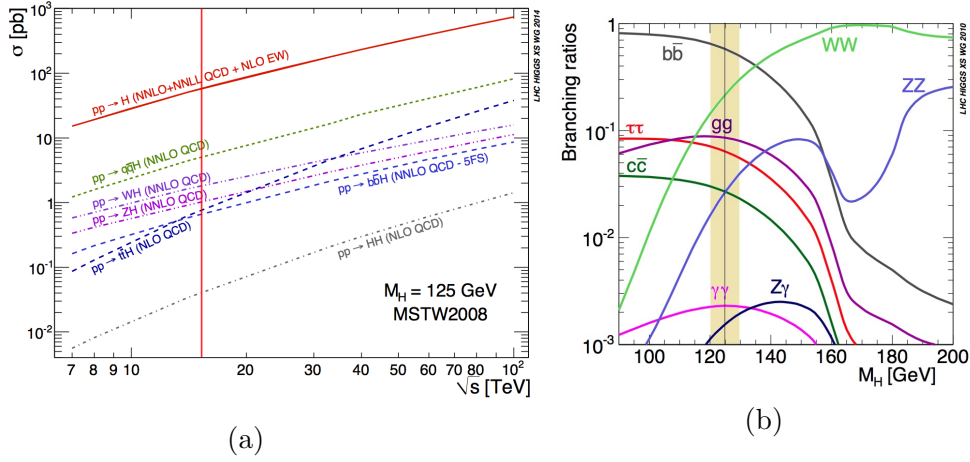 σ [pb]
10³
10²
10
1
10⁻¹
10⁻²
pp → H (NNLO+NNLL QCD + NLO EW)
pp → qq̄H (NNLO QCD)
pp → WH (NNLO QCD)
pp → ZH (NNLO QCD)
pp → tt̄H (NLO QCD)
pp → bb̄H (NNLO QCD - 5FS)
pp → HH (NLO QCD)
M_H = 125 GeV
MSTW2008
7 8 9 10 20 30 40 50 60 70 80 10²
√s [TeV]
LHC HIGGS XS WG 2014
(a)
Branching ratios
1
10⁻¹
10⁻²
10⁻³
bb̄
WW
ZZ
ττ
gg
cc̄
γγ
Zγ
100 120 140 160 180 200
M_H [GeV]
LHC HIGGS XS WG 2010
(b)